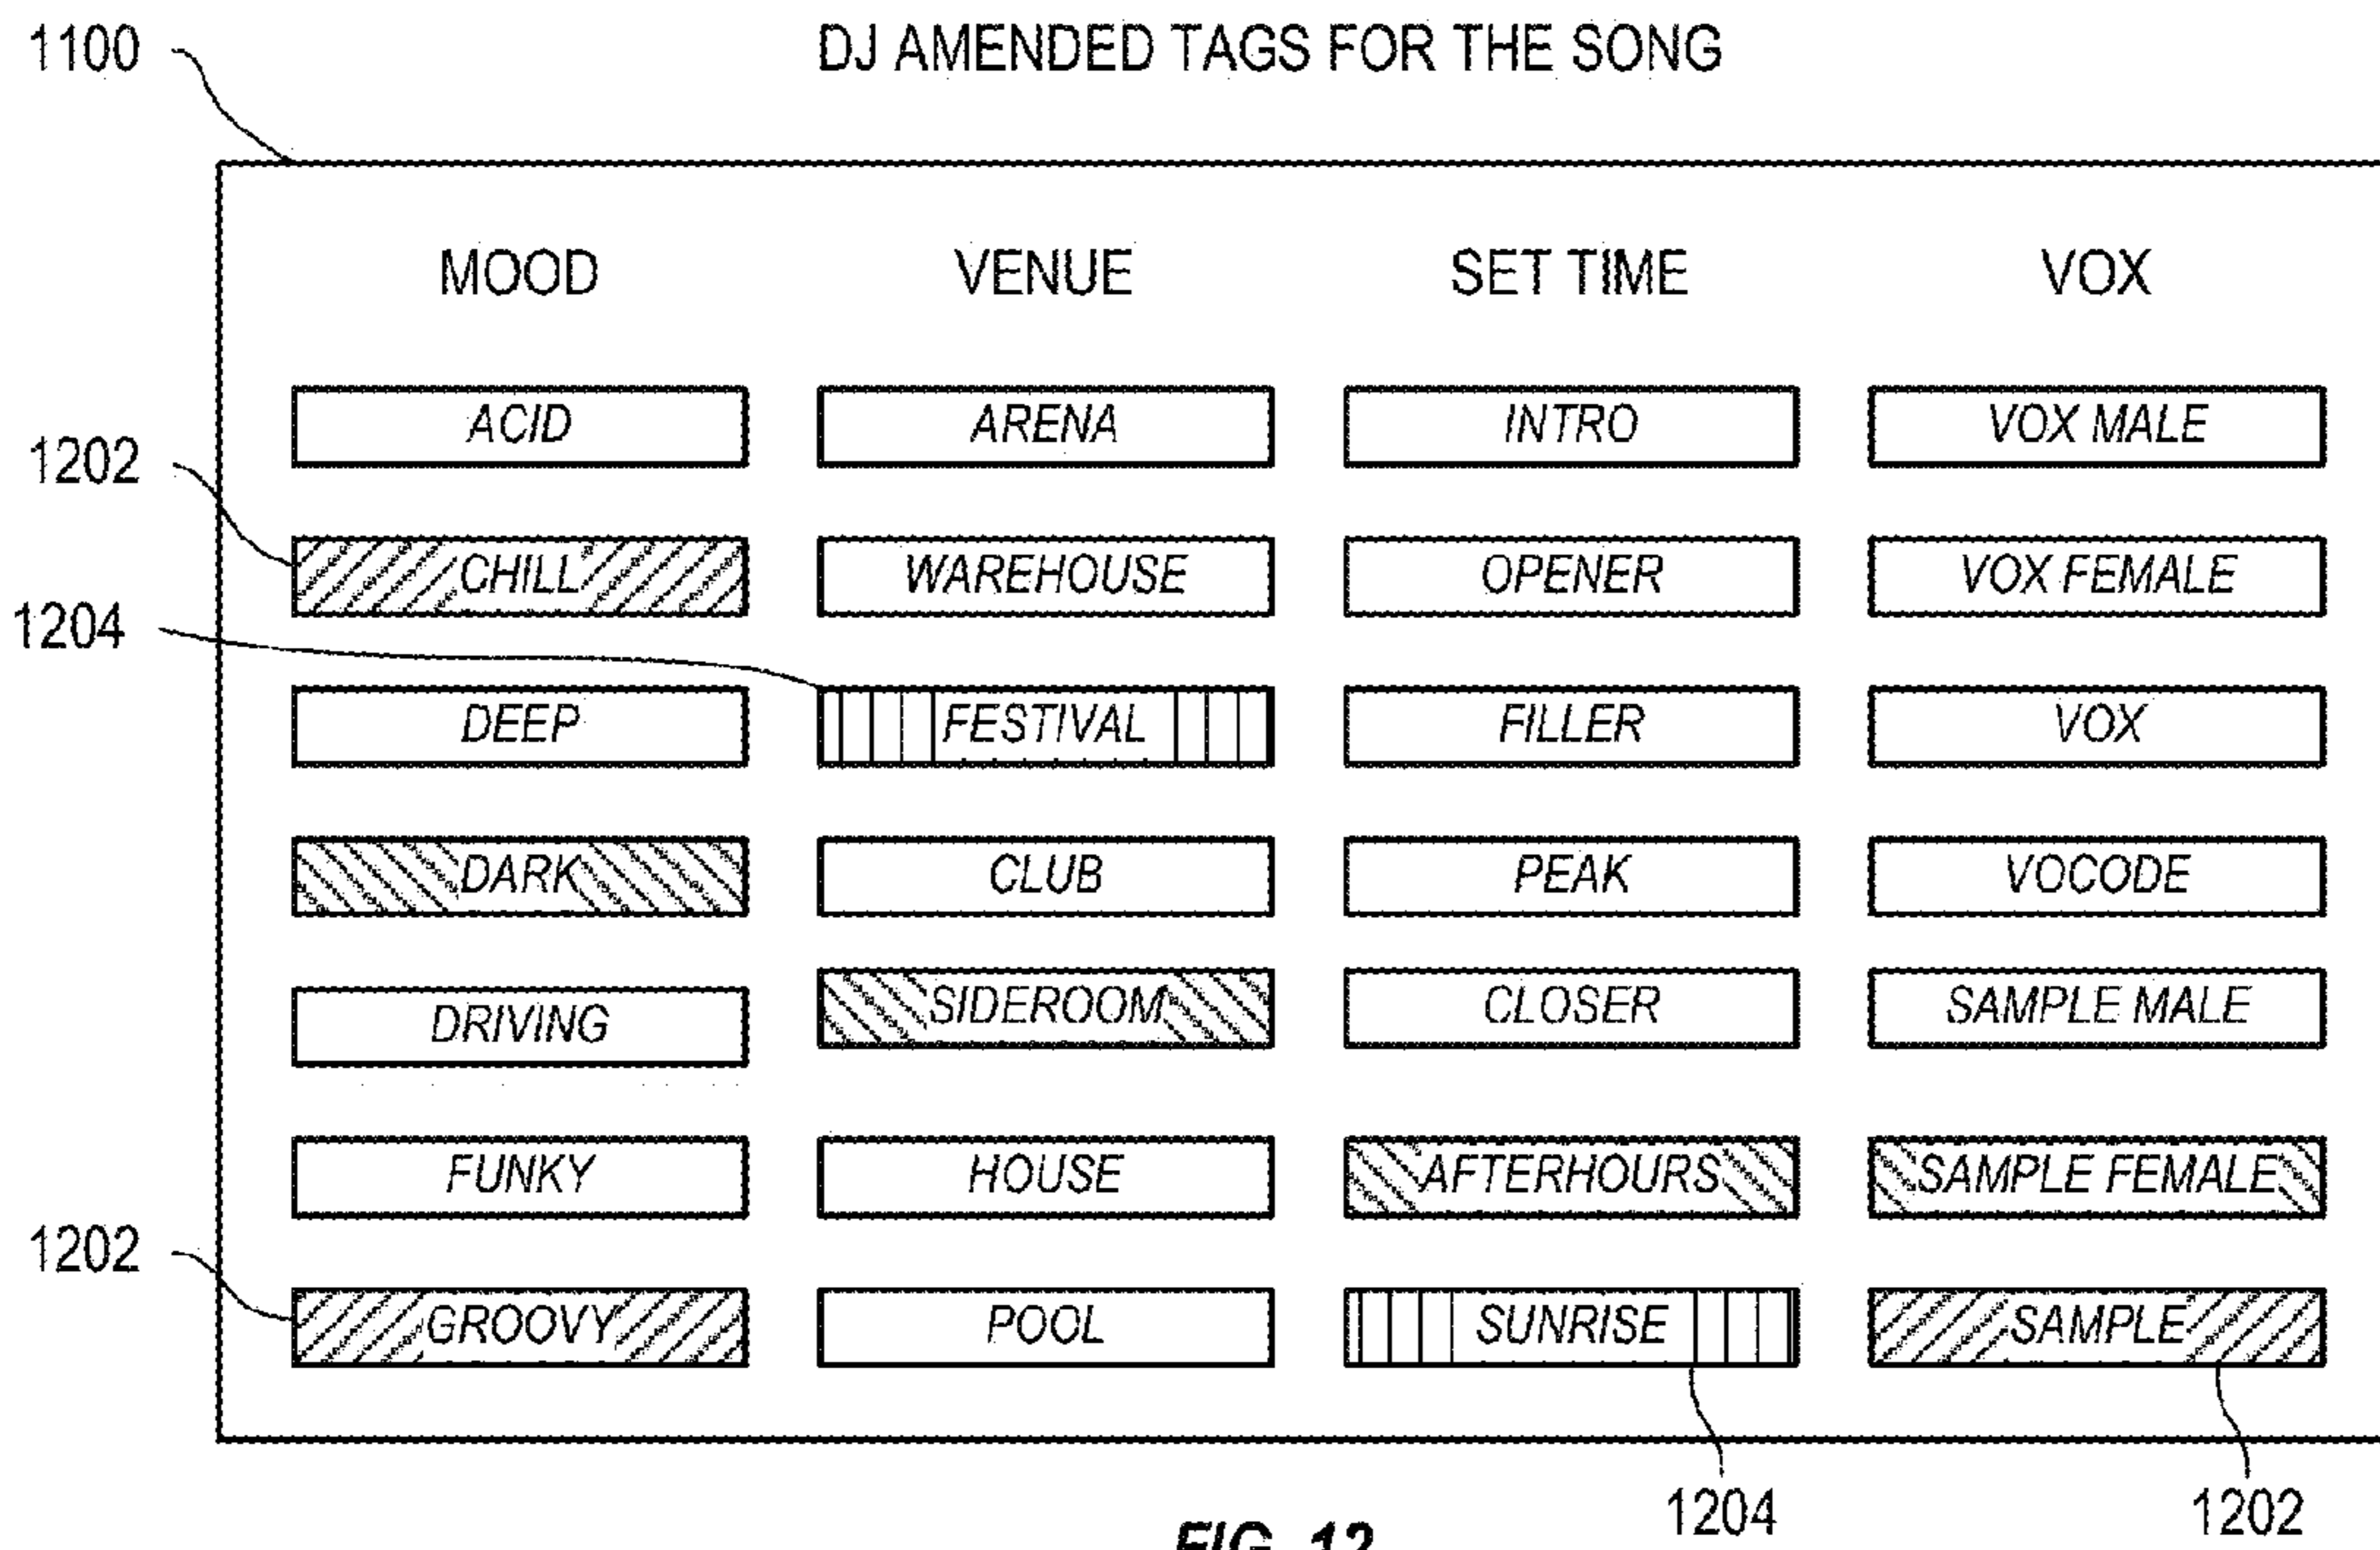 1100
DJ AMENDED TAGS FOR THE SONG
MOOD VENUE SET TIME VOX
ACID ARENA INTRO VOX MALE
1202
CHILL WAREHOUSE OPENER VOX FEMALE
1204
DEEP FESTIVAL FILLER VOX
DARK CLUB PEAK VOCODE
DRIVING SIDEROOM CLOSER SAMPLE MALE
FUNKY HOUSE AFTERHOURS SAMPLE FEMALE
1202
GROOVY POOL SUNRISE SAMPLE
1204 1202
FIG. 12